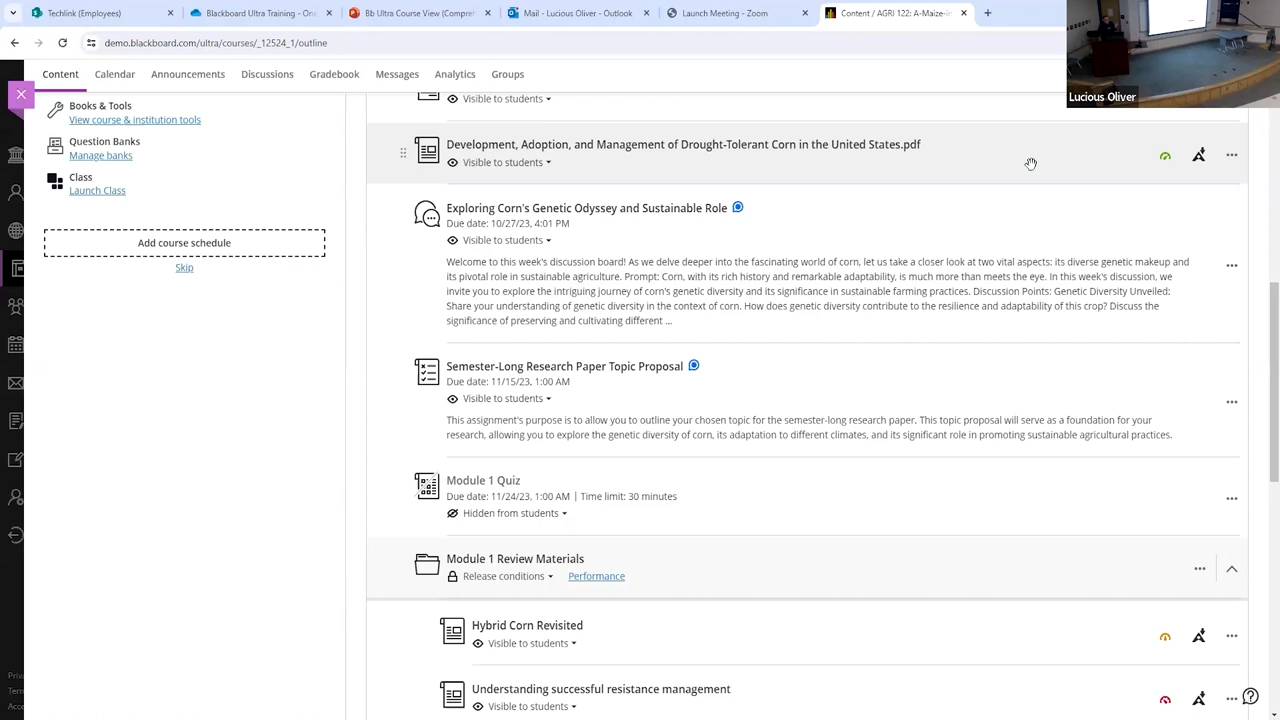 Blackboard Ultra Training - One
Bb Ultra Course View (Compreh
Mail - Lucious Oliver - Outlook
Launch Meeting - Zoom
Content / AGRI 122: A-Maize-in
demo.blackboard.com/ultra/courses/_12524_1/outline
Content
Calendar
Announcements
Discussions
Gradebook
Messages
Analytics
Groups
Lucious Oliver
Books & Tools
View course & institution tools
Question Banks
Manage banks
Class
Launch Class
Add course schedule
Skip
Priva
Term
Acce
Visible to students
Development, Adoption, and Management of Drought-Tolerant Corn in the United States.pdf
Visible to students
Exploring Corn's Genetic Odyssey and Sustainable Role
Due date: 10/27/23, 4:01 PM
Visible to students
Welcome to this week's discussion board! As we delve deeper into the fascinating world of corn, let us take a closer look at two vital aspects: its diverse genetic makeup and
its pivotal role in sustainable agriculture. Prompt: Corn, with its rich history and remarkable adaptability, is much more than meets the eye. In this week's discussion, we
invite you to explore the intriguing journey of corn's genetic diversity and its significance in sustainable farming practices. Discussion Points: Genetic Diversity Unveiled:
Share your understanding of genetic diversity in the context of corn. How does genetic diversity contribute to the resilience and adaptability of this crop? Discuss the
significance of preserving and cultivating different ...
Semester-Long Research Paper Topic Proposal
Due date: 11/15/23, 1:00 AM
Visible to students
This assignment's purpose is to allow you to outline your chosen topic for the semester-long research paper. This topic proposal will serve as a foundation for your
research, allowing you to explore the genetic diversity of corn, its adaptation to different climates, and its significant role in promoting sustainable agricultural practices.
Module 1 Quiz
Due date: 11/24/23, 1:00 AM | Time limit: 30 minutes
Hidden from students
Module 1 Review Materials
Release conditions Performance
Hybrid Corn Revisited
Visible to students
Understanding successful resistance management
Visible to students